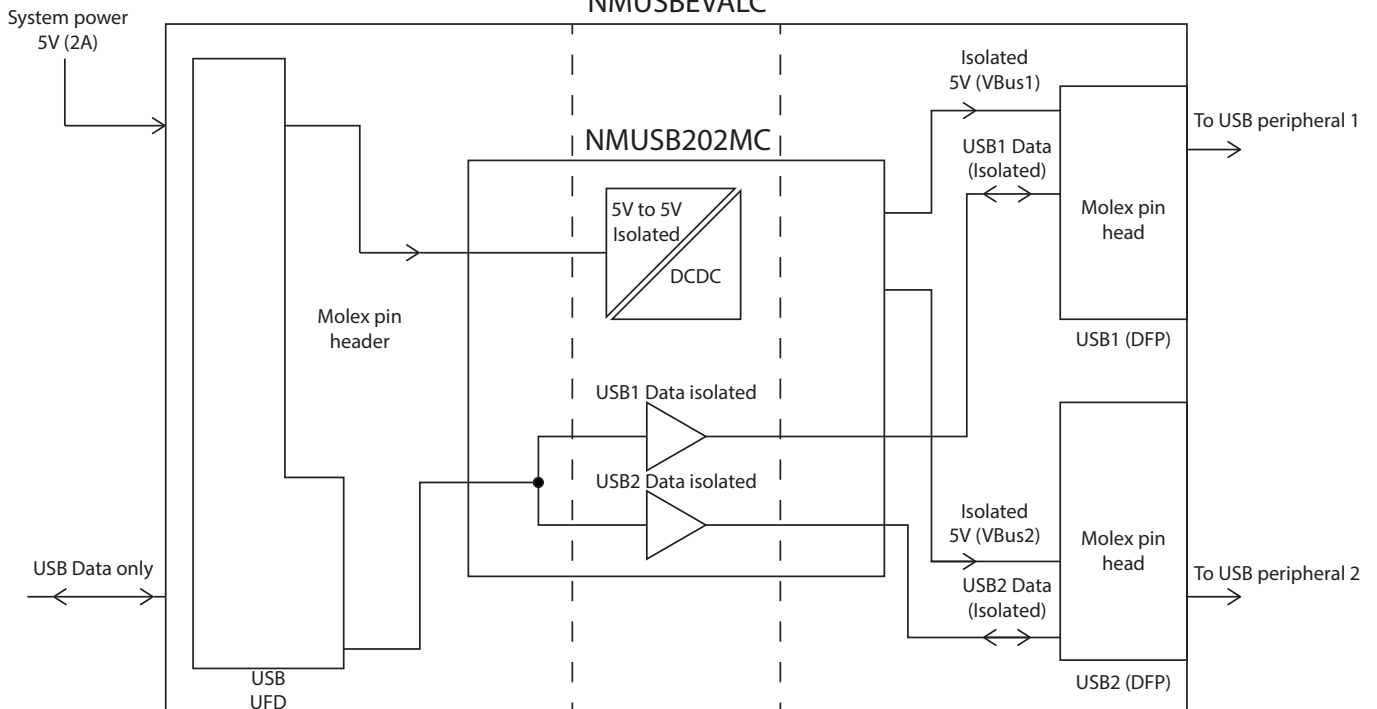 NMUSBEVALC
System power
5V (2A)
Isolated
5V (VBus1)
To USB peripheral 1
NMUSB202MC
USB1 Data
(Isolated)
5V to 5V
Isolated
DCDC
Molex pin
head
Molex pin
header
USB1 (DFP)
USB1 Data isolated
USB2 Data isolated
Isolated
5V (VBus2)
Molex pin
head
USB Data only
To USB peripheral 2
USB2 Data
(Isolated)
USB
UFD
USB2 (DFP)